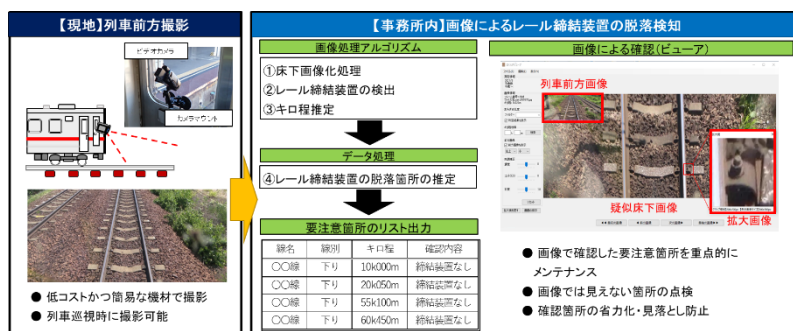 【現地】列車前方撮影
ビデオカメラ
カメラマウント
● 低コストかつ簡易な機材で撮影
● 列車巡視時に撮影可能
【事務所内】画像によるレール締結装置の脱落検知
画像処理アルゴリズム
①床下画像化処理
②レール締結装置の検出
③キロ程推定
データ処理
④レール締結装置の脱落箇所の推定
要注意箇所のリスト出力
線名 線別 キロ程 確認内容
〇〇線 下り 10k000m 締結装置なし
〇〇線 下り 20k050m 締結装置なし
〇〇線 下り 55k100m 締結装置なし
〇〇線 下り 60k450m 締結装置なし
画像による確認(ビューア)
列車前方画像
疑似床下画像
拡大画像
● 画像で確認した要注意箇所を重点的に
メンテナンス
● 画像では見えない箇所の点検
● 確認箇所の省力化・見落とし防止